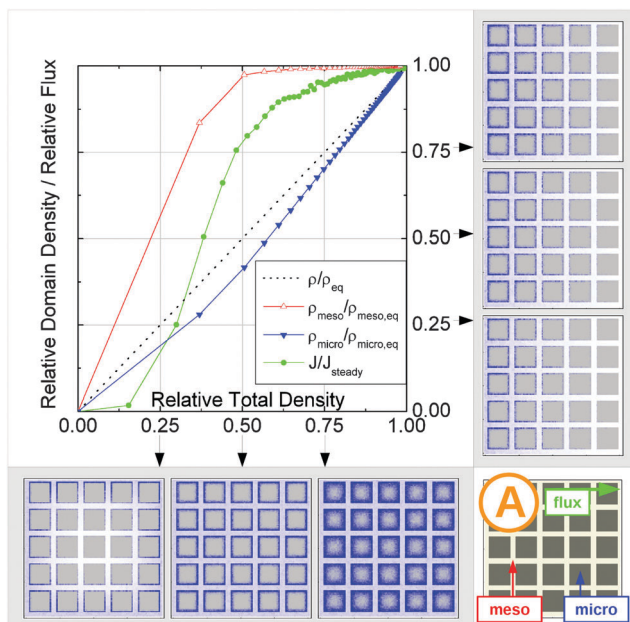 Relative Domain Density / Relative Flux
1.00
0.75
0.50
0.25
0.00
ρ/ρeq
ρmeso/ρmeso,eq
ρmicro/ρmicro,eq
J/Jsteady
Relative Total Density
0.00 0.25 0.50 0.75 1.00
A
flux
meso
micro